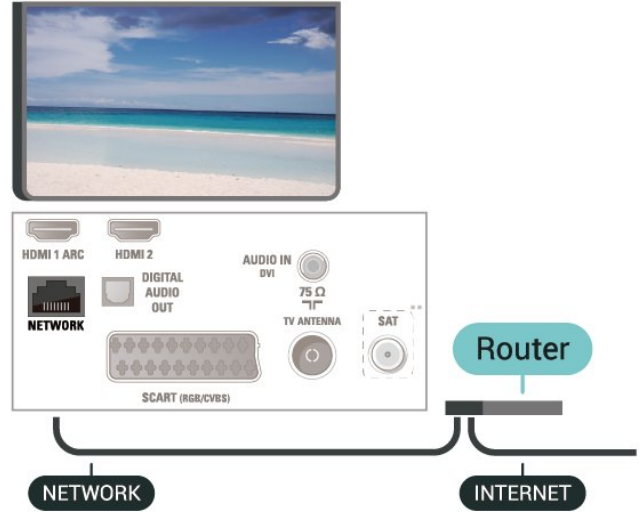 HDMI 1 ARC
HDMI 2
NETWORK
DIGITAL
AUDIO
OUT
AUDIO IN
DVI
75 Ω
TV ANTENNA
SAT
**
SCART (RGB/CVBS)
Router
NETWORK
INTERNET